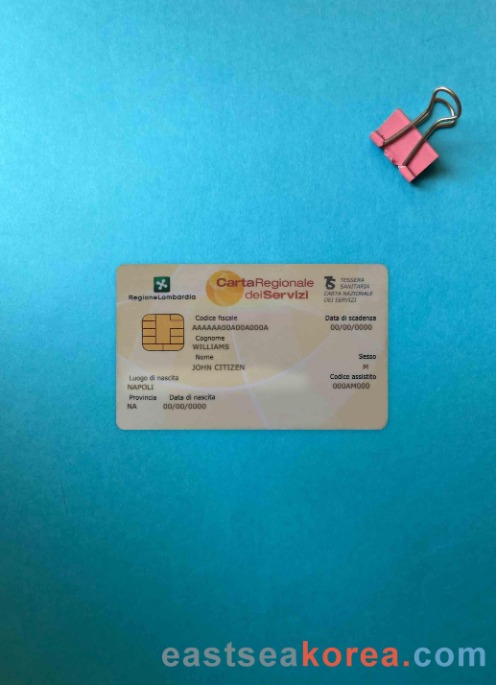 RegioneLombardia
CartaRegionale
deiServizi
TS TESSERA
SANITARIA
CARTA NAZIONALE
DEI SERVIZI
Codice fiscale
AAAAAA00A00A000A
Data di scadenza
00/00/0000
Cognome
WILLIAMS
Nome
JOHN CITIZEN
Sesso
M
Luogo di nascita
NAPOLI
Codice assistito
000AM000
Provincia Data di nascita
NA 00/00/0000
eastseakorea.com